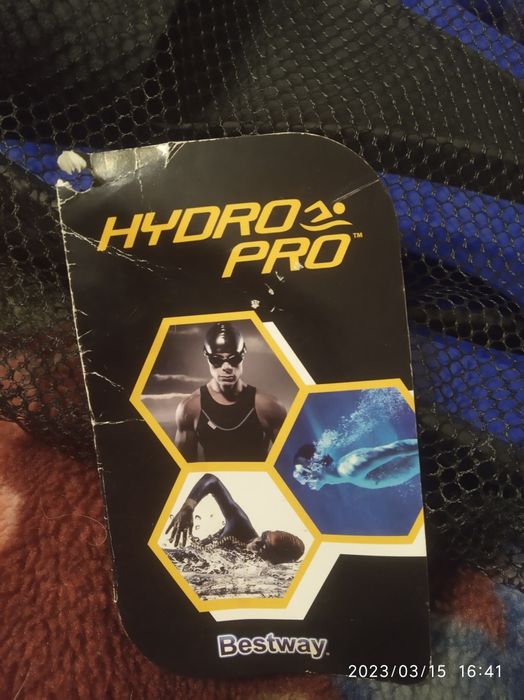 HYDRO
PRO™
Bestway®
2023/03/15 16:41